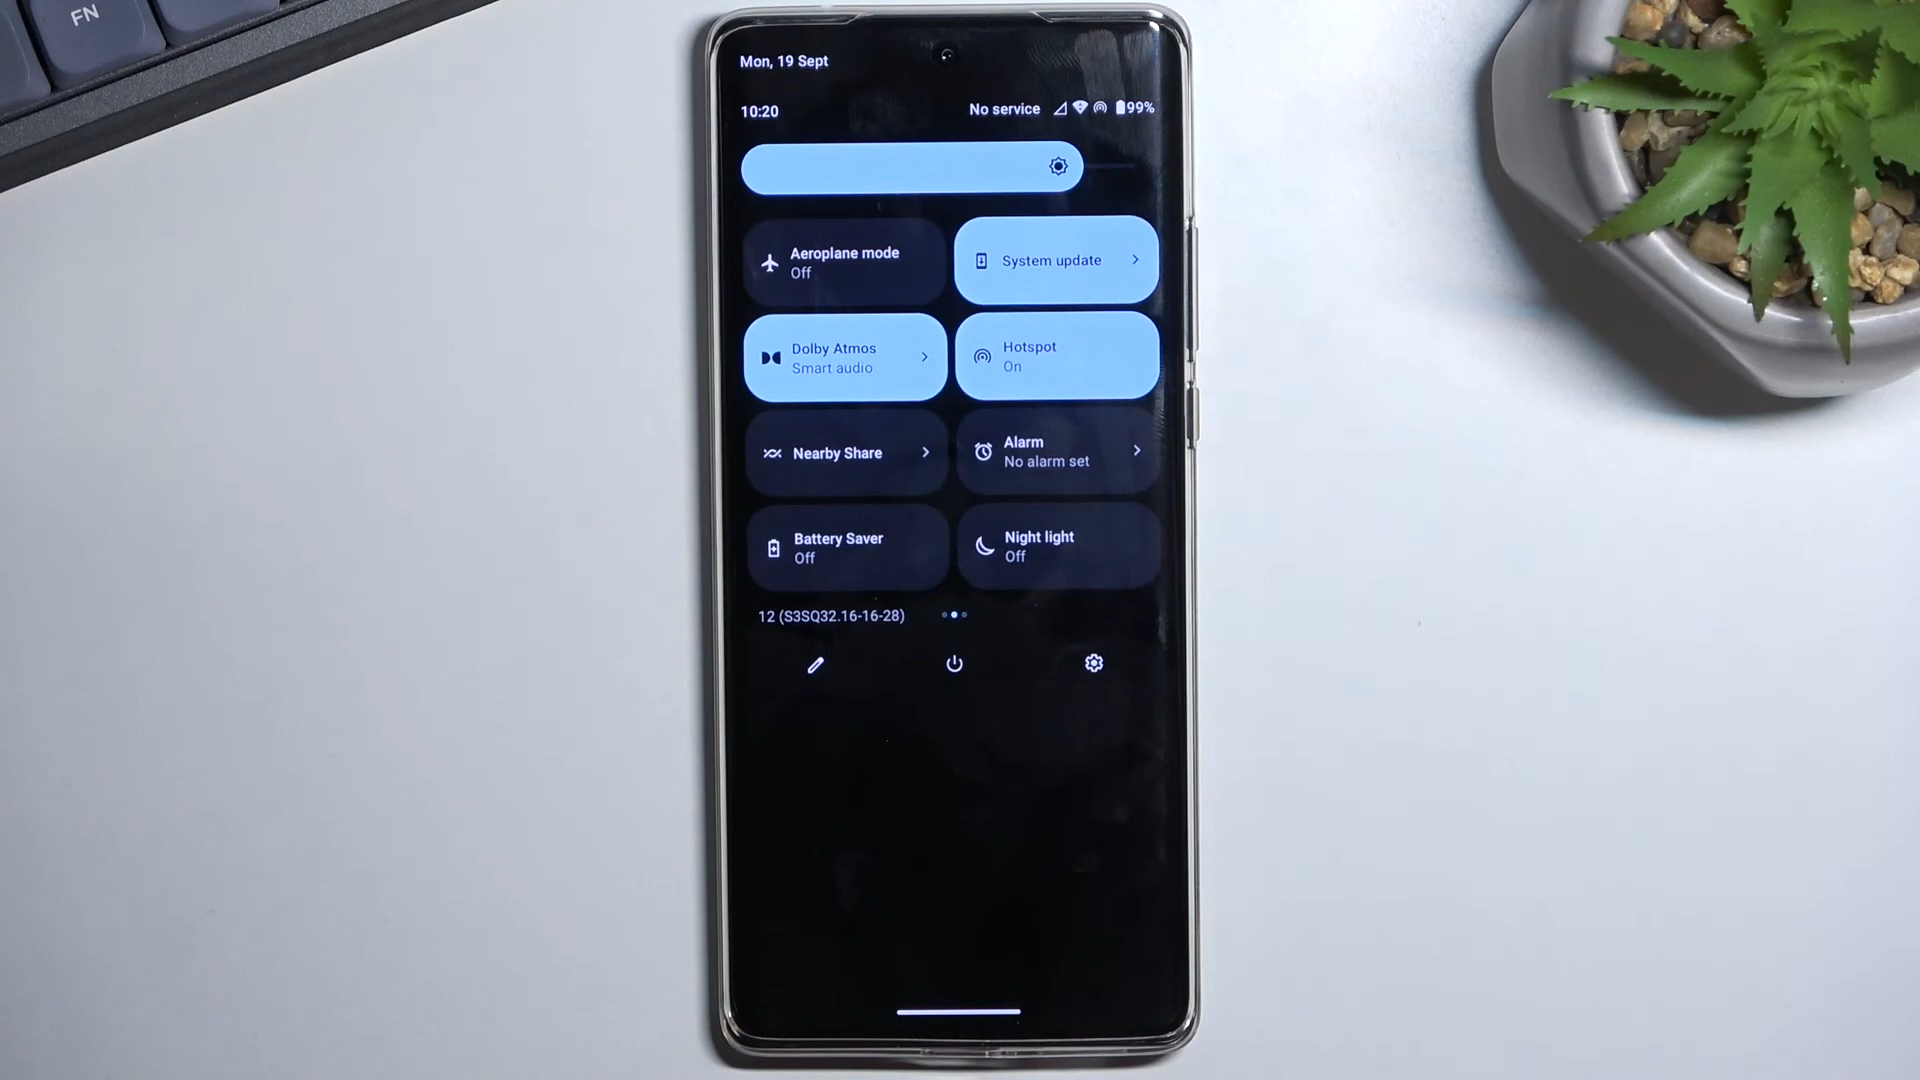 FN
Mon, 19 Sept
10:20
No service
99%
Aeroplane mode
Off
System update
Dolby Atmos
Smart audio
Hotspot
On
Nearby Share
Alarm
No alarm set
Battery Saver
Off
Night light
Off
12 (S3SQ32.16-16-28)